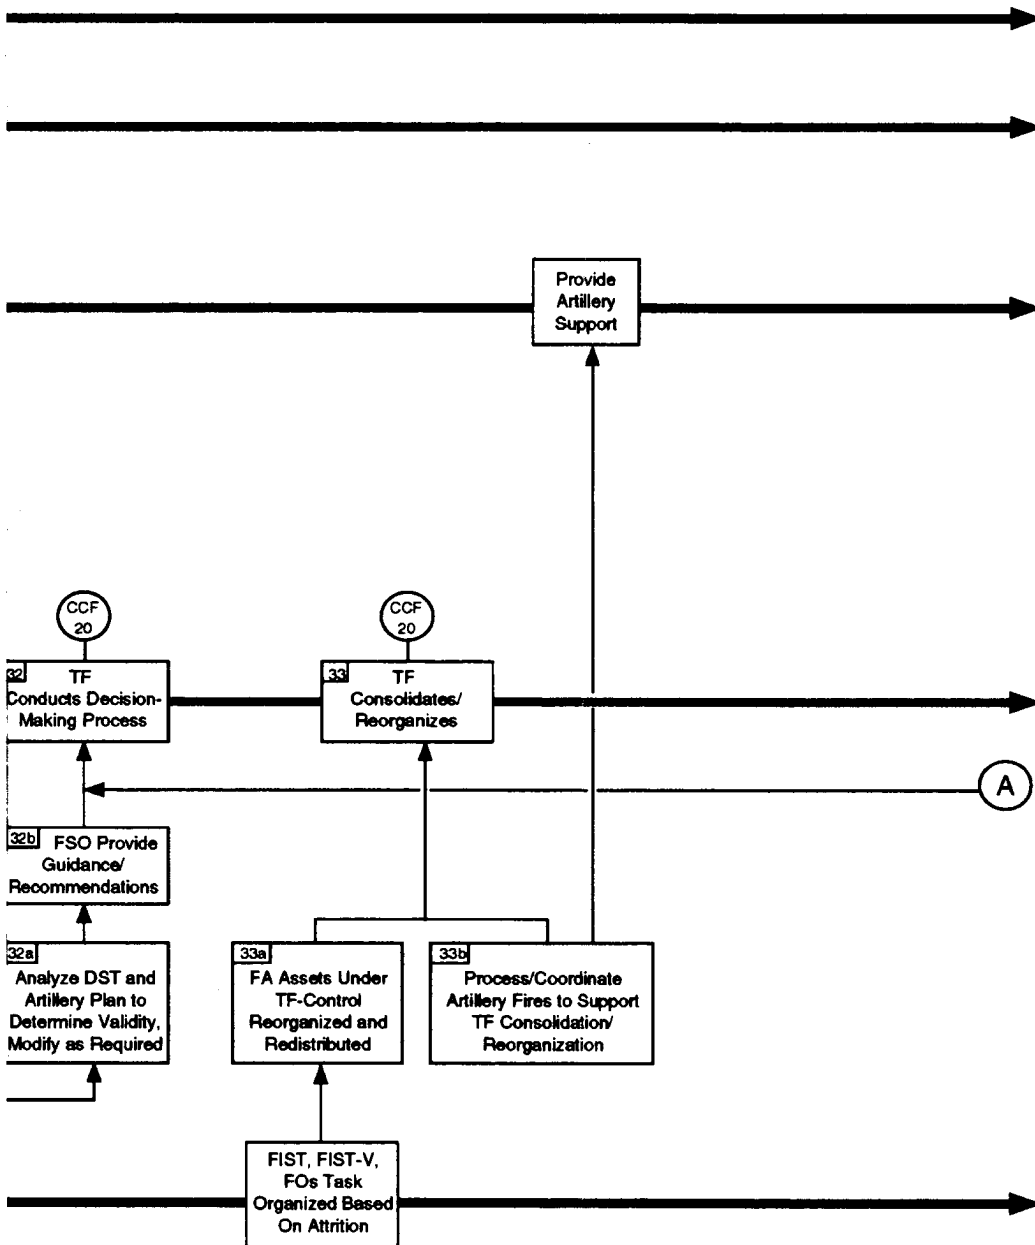 Provide
Artillery
Support
CCF
20
CCF
20
32
TF
Conducts Decision-
Making Process
33
TF
Consolidates/
Reorganizes
A
32b
FSO Provide
Guidance/
Recommendations
32a
Analyze DST and
Artillery Plan to
Determine Validity,
Modify as Required
33a
FA Assets Under
TF-Control
Reorganized and
Redistributed
33b
Process/Coordinate
Artillery Fires to Support
TF Consolidation/
Reorganization
FIST, FIST-V,
FOs Task
Organized Based
On Attrition